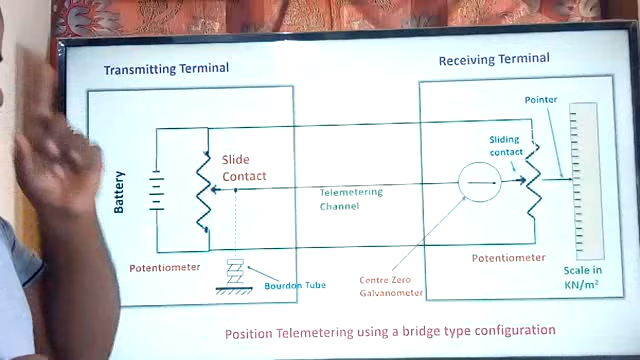 Transmitting Terminal
Receiving Terminal
Pointer
Sliding
contact
Slide
Contact
Battery
Telemetering
Channel
Potentiometer
Bourdon Tube
Centre Zero
Galvanometer
Potentiometer
Scale in
KN/m²
Position Telemetering using a bridge type configuration